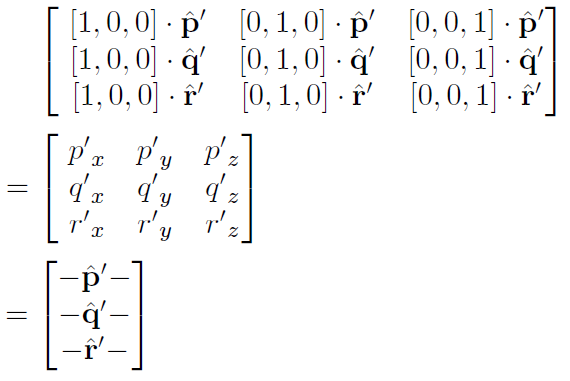 [1, 0, 0] · p̂′ [0, 1, 0] · p̂′ [0, 0, 1] · p̂′
[1, 0, 0] · q̂′ [0, 1, 0] · q̂′ [0, 0, 1] · q̂′
[1, 0, 0] · r̂′ [0, 1, 0] · r̂′ [0, 0, 1] · r̂′
= p′x p′y p′z
q′x q′y q′z
r′x r′y r′z
= −p̂′−
−q̂′−
−r̂′−